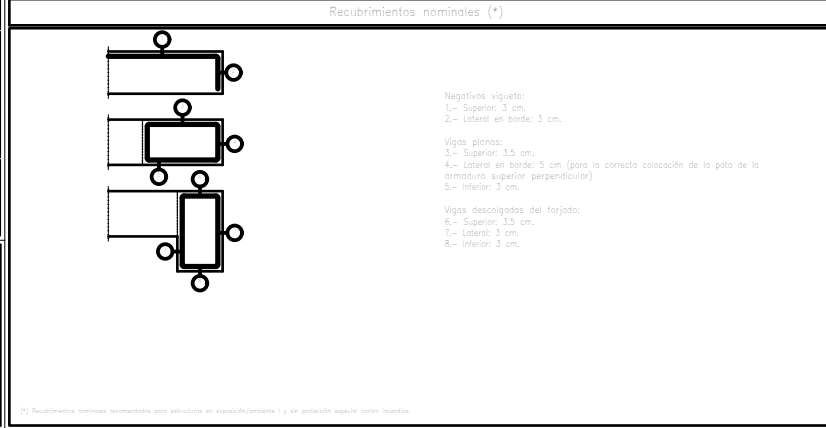 Recubrimientos nominales (*)
Negativos vigueta:
1.- Superior: 3 cm.
2.- Lateral en borde: 3 cm.
Vigas planas:
3.- Superior: 3.5 cm.
4.- Lateral en borde: 5 cm (para la correcta colocación de la pata de la
armadura superior perpendicular)
5.- Inferior: 3 cm.
Vigas descolgadas del forjado:
6.- Superior: 3.5 cm.
7.- Lateral: 3 cm.
8.- Inferior: 3 cm.
(*) Recubrimientos nominales recomendados para estructuras en exposición/ambiente I y sin protección especial contra incendios.